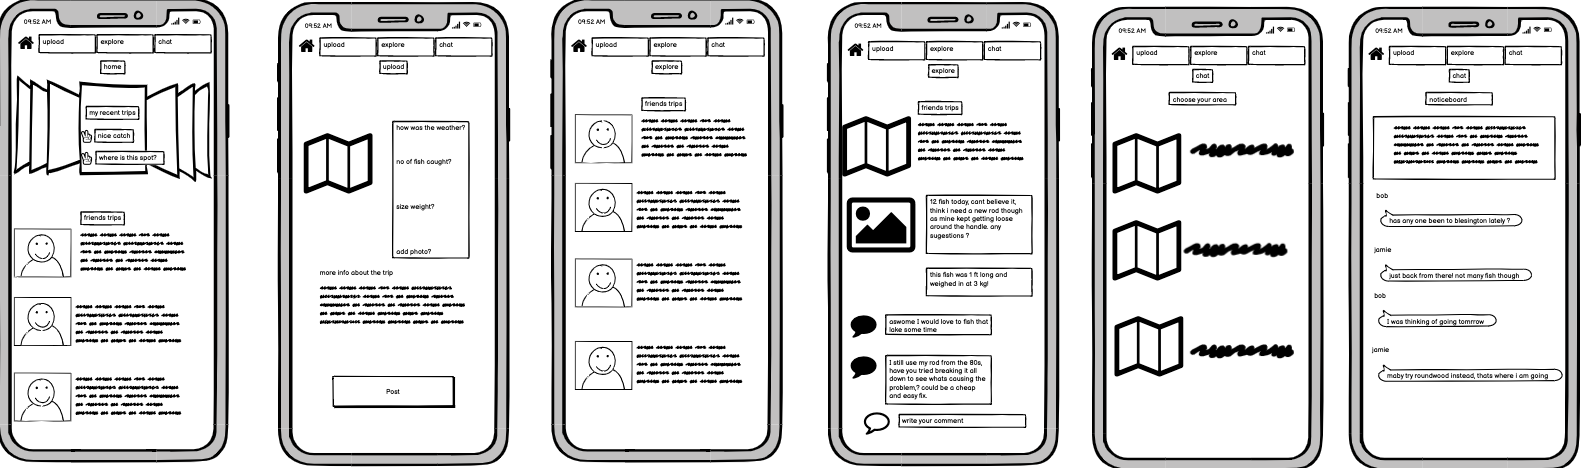 09:52 AM
upload explore chat
home
my recent trips
nice catch
where is this spot?
friends trips
09:52 AM
upload explore chat
upload
how was the weather?
no of fish caught?
size weight?
add photo?
more info about the trip
Post
09:52 AM
upload explore chat
explore
friends trips
09:52 AM
upload explore chat
explore
friends trips
12 fish today, cant believe it,
think i need a new rod though
as mine kept getting loose
around the handle. any
sugestions ?
this fish was 1 ft long and
weighed in at 3 kg!
aswome I would love to fish that
lake some time
I still use my rod from the 80s,
have you tried breaking it all
down to see whats causing the
problem,? could be a cheap
and easy fix.
write your comment
09:52 AM
upload explore chat
chat
choose your area
09:52 AM
upload explore chat
chat
noticeboard
bob
has any one been to blesington lately ?
jamie
just back from there! not many fish though
bob
I was thinking of going tomrrow
jamie
maby try roundwood instead, thats where i am going